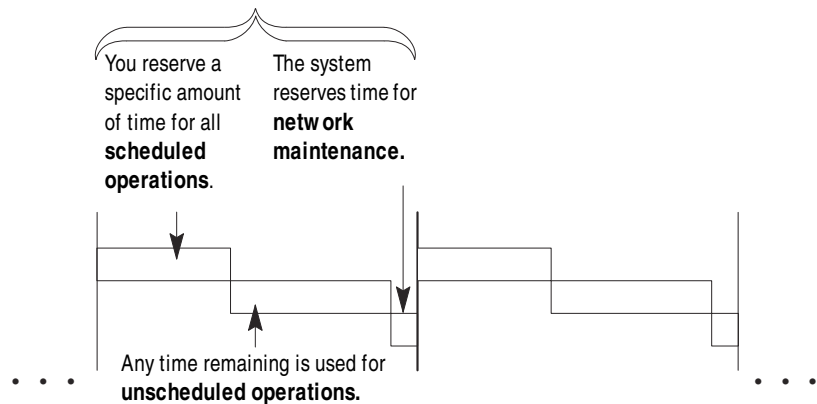 You reserve a
specific amount
of time for all
scheduled
operations.
The system
reserves time for
network
maintenance.
Any time remaining is used for
unscheduled operations.